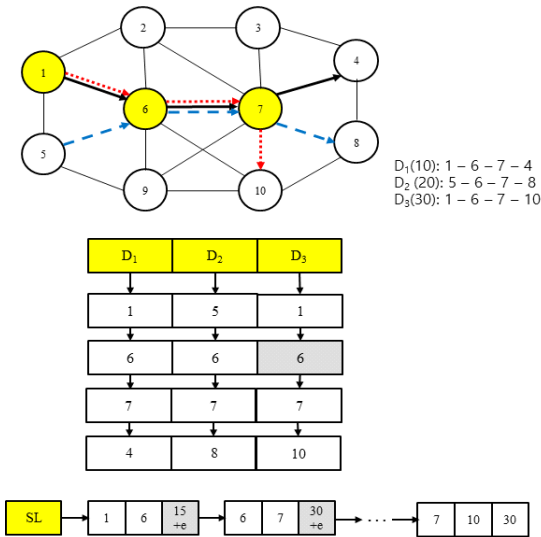 2
3
4
1
6
7
5
8
9
10
D₁(10): 1 – 6 – 7 – 4
D₂ (20): 5 – 6 – 7 – 8
D₃(30): 1 – 6 – 7 – 10
D₁ D₂ D₃
1 5 1
6 6 6
7 7 7
4 8 10
SL 1 6 15 +e 6 7 30 +e ... 7 10 30